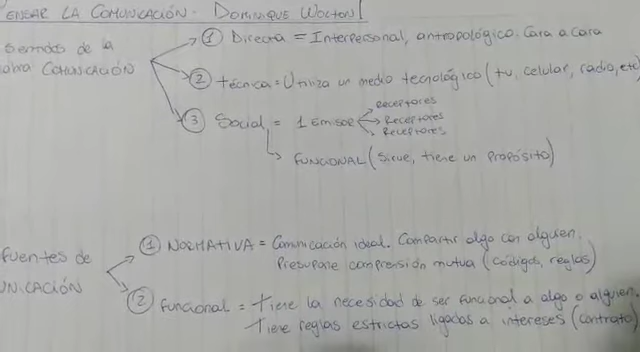 PENSAR LA COMUNICACIÓN - DOMINIQUE WOLTON
sentidos de la
palabra COMUNICACIÓN
① Directa = Interpersonal, antropológico. Cara a cara
② Técnica = Utiliza un medio tecnológico (tv, celular, radio, etc
③ Social = 1 Emisor
Receptores
Receptores
Receptores
FUNCIONAL (Sirve, tiene un propósito)
fuentes de
UNICACIÓN
① NORMATIVA = Comunicación ideal. Compartir algo con alguien.
Presupone comprensión mutua (códigos, reglas)
② funcional = Tiene la necesidad de ser funcional a algo o alguien.
Tiene reglas estrictas ligadas a intereses (contrato)